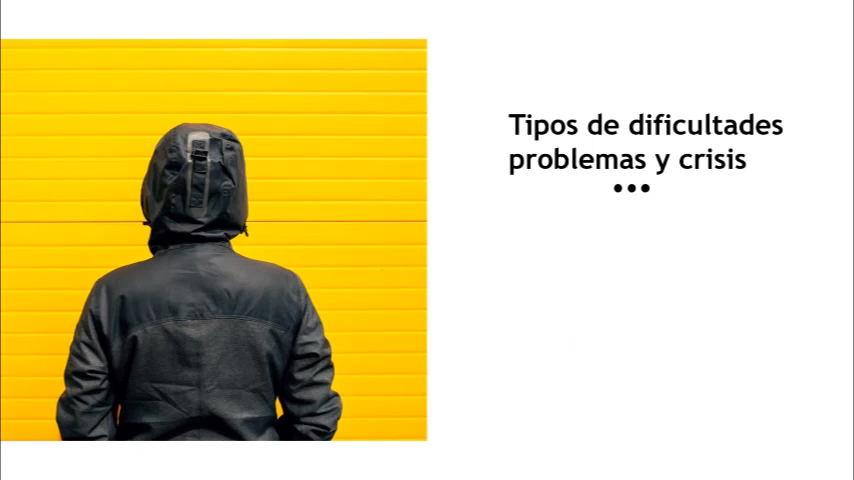 Tipos de dificultades
problemas y crisis
•••